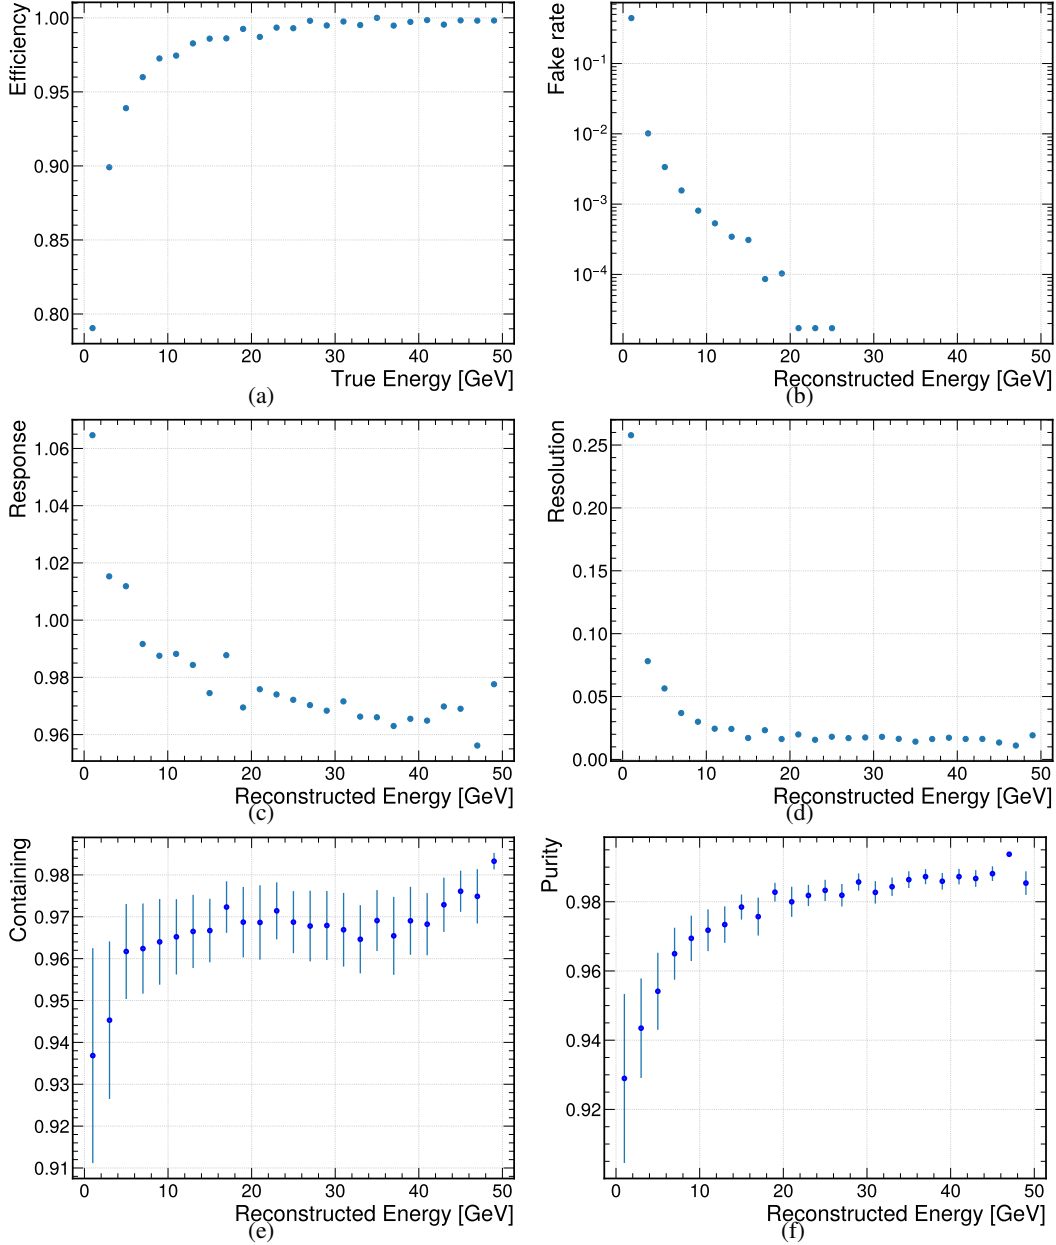 Efficiency
1.00
0.95
0.90
0.85
0.80
0 10 20 30 40 50
True Energy [GeV]
(a)
Fake rate
10⁻¹
10⁻²
10⁻³
10⁻⁴
0 10 20 30 40 50
Reconstructed Energy [GeV]
(b)
Response
1.06
1.04
1.02
1.00
0.98
0.96
0 10 20 30 40 50
Reconstructed Energy [GeV]
(c)
Resolution
0.25
0.20
0.15
0.10
0.05
0.00
0 10 20 30 40 50
Reconstructed Energy [GeV]
(d)
Containing
0.98
0.97
0.96
0.95
0.94
0.93
0.92
0.91
0 10 20 30 40 50
Reconstructed Energy [GeV]
(e)
Purity
0.98
0.96
0.94
0.92
0 10 20 30 40 50
Reconstructed Energy [GeV]
(f)